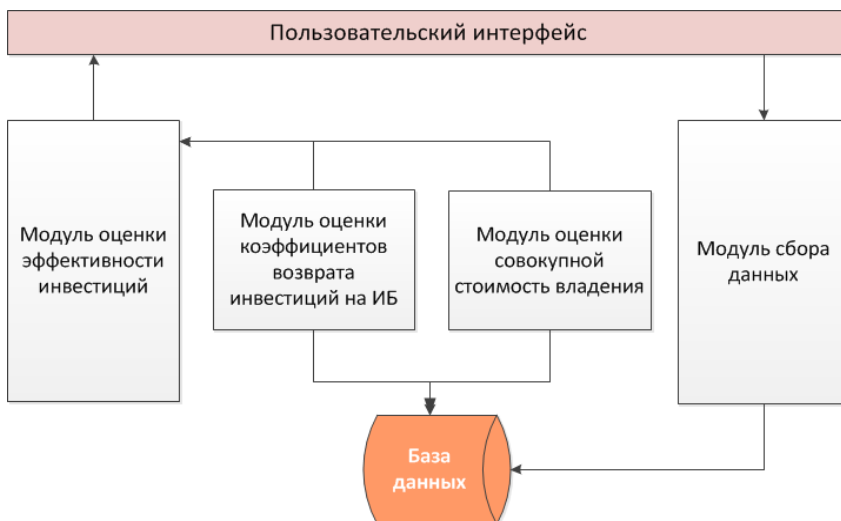 Пользовательский интерфейс
Модуль оценки
эффективности
инвестиций
Модуль оценки
коэффициентов
возврата
инвестиций на ИБ
Модуль оценки
совокупной
стоимость владения
Модуль сбора
данных
База
данных